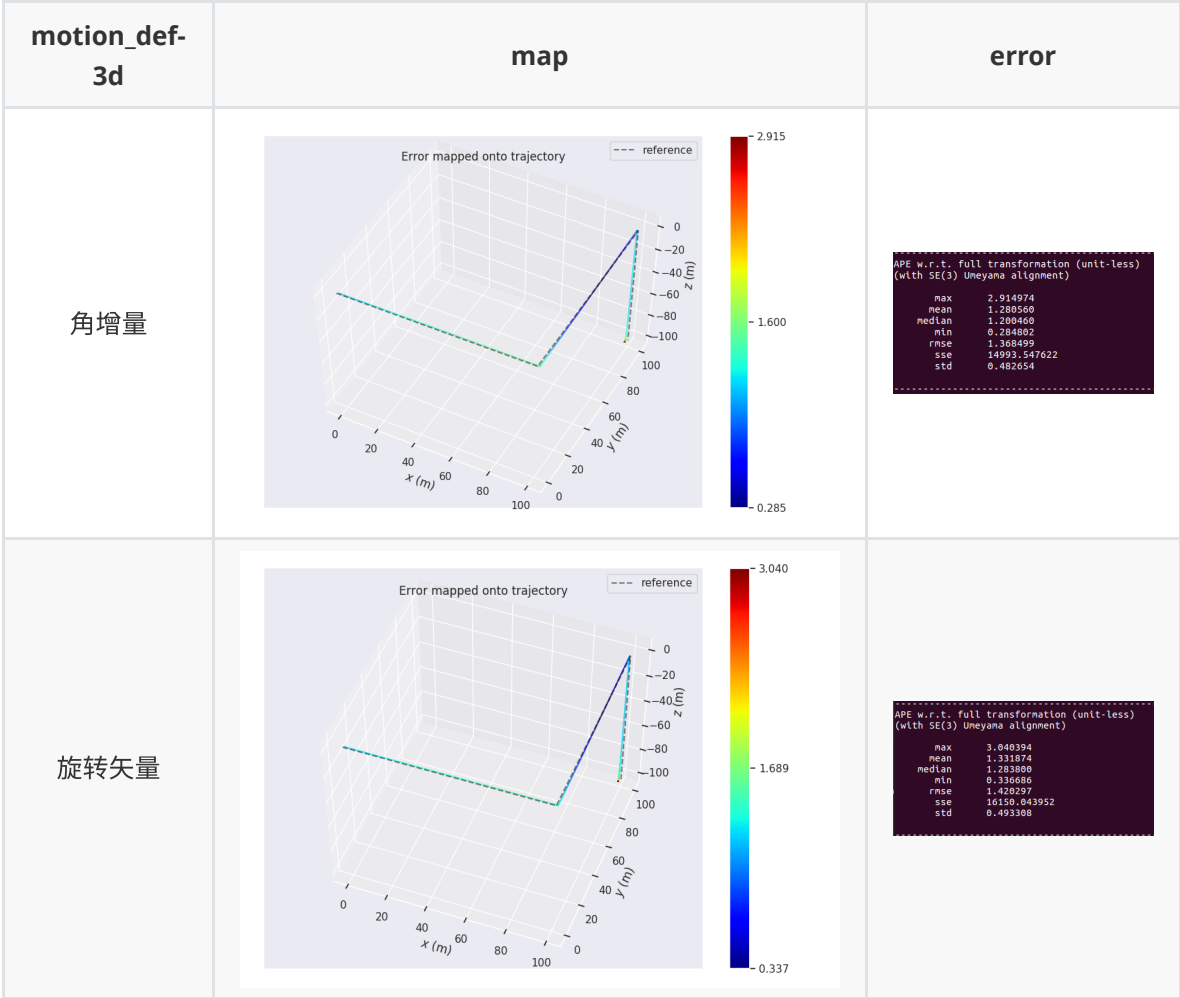 motion_def-
3d
map
error
角增量
Error mapped onto trajectory
reference
2.915
1.600
0.285
0
−20
−40
−60
−80
−100
z (m)
100
80
60
40
20
0
y (m)
0
20
40
60
80
100
x (m)
APE w.r.t. full transformation (unit-less)
(with SE(3) Umeyama alignment)
max 2.914974
mean 1.280560
median 1.200460
min 0.284802
rmse 1.368499
sse 14993.547622
std 0.482654
旋转矢量
Error mapped onto trajectory
reference
3.040
1.689
0.337
0
−20
−40
−60
−80
−100
z (m)
100
80
60
40
20
0
y (m)
0
20
40
60
80
100
x (m)
APE w.r.t. full transformation (unit-less)
(with SE(3) Umeyama alignment)
max 3.040394
mean 1.331874
median 1.283800
min 0.336686
rmse 1.420297
sse 16150.043952
std 0.493308